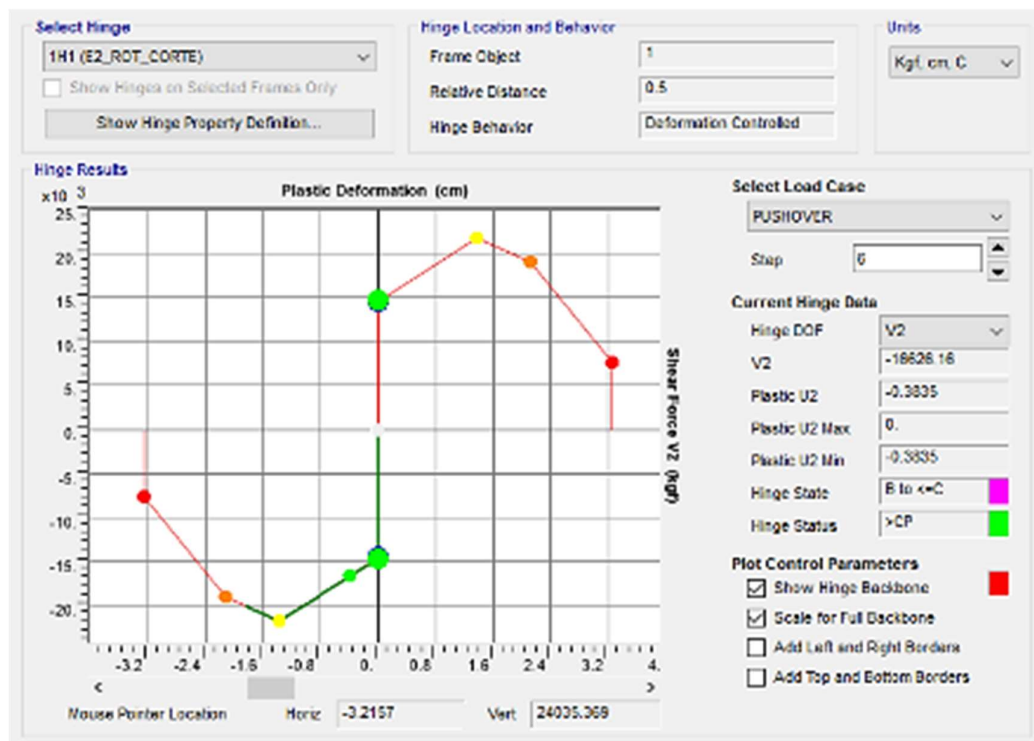 Select Hinge
1H1 (E2_ROT_CORTE)
Show Hinges on Selected Frames Only
Show Hinge Property Definition...
Hinge Location and Behavior
Frame Object 1
Relative Distance 0.5
Hinge Behavior Deformation Controlled
Units
Kgf, cm, C
Hinge Results
x10 3
Plastic Deformation (cm)
25.
20.
15.
10.
5.
0.
-5.
-10.
-15.
-20.
-3.2 -2.4 -1.6 -0.8 0. 0.8 1.6 2.4 3.2 4.
Shear Force V2 (kgf)
< >
Mouse Pointer Location Horiz -3.2157 Vert 24035.369
Select Load Case
PUSHOVER
Step 6
Current Hinge Data
Hinge DOF V2
V2 -16626.16
Plastic U2 -0.3835
Plastic U2 Max 0.
Plastic U2 Min -0.3835
Hinge State B to <=C
Hinge Status >CP
Plot Control Parameters
Show Hinge Backbone
Scale for Full Backbone
Add Left and Right Borders
Add Top and Bottom Borders